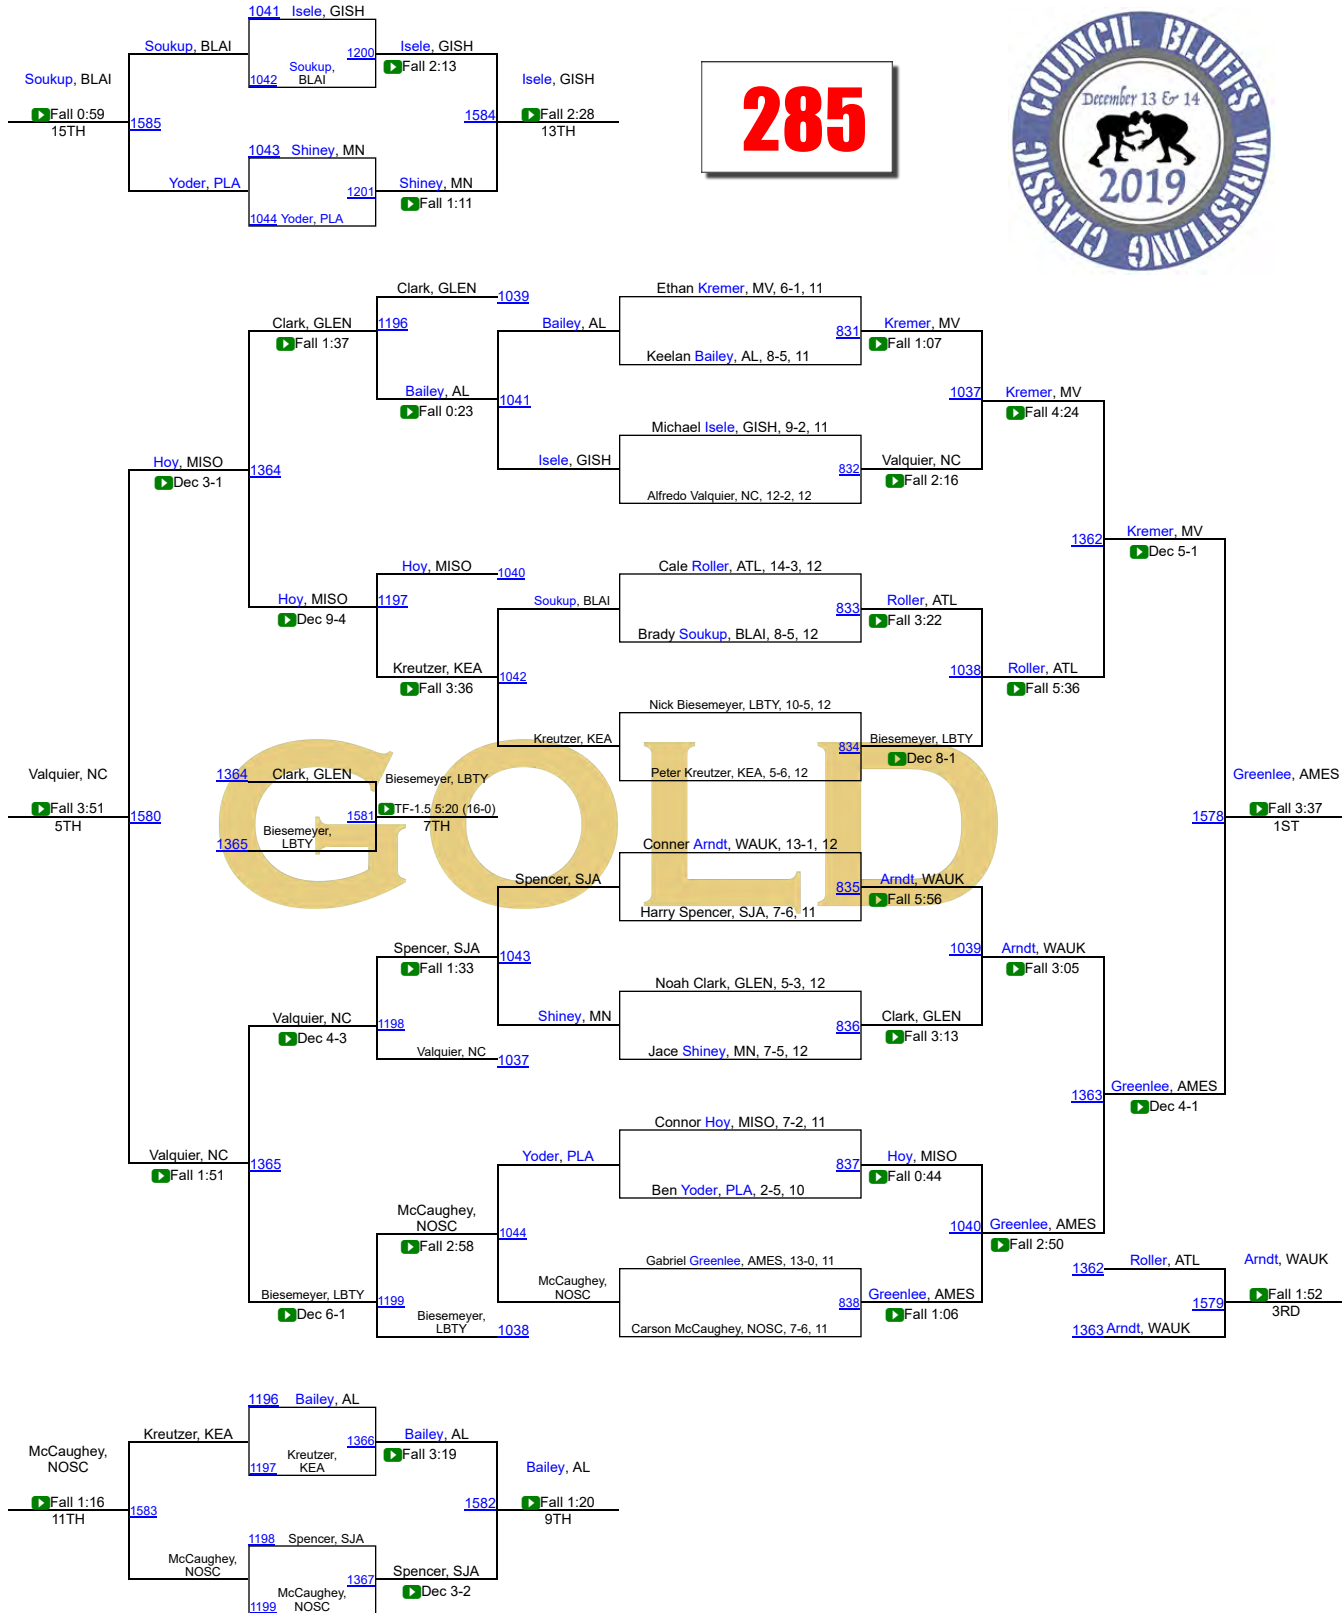 1041 Isele, GISH
Soukup, BLAI
1200
Isele, GISH
Fall 2:13
1042 Soukup,
BLAI
Soukup, BLAI
Isele, GISH
Fall 0:59
15TH
1585
1584
Fall 2:28
13TH
1043 Shiney, MN
Yoder, PLA
1201
Shiney, MN
Fall 1:11
1044 Yoder, PLA
285
COUNCIL BLUFFS WRESTLING CLASSIC
December 13 & 14
2019
Clark, GLEN
1039
Ethan Kremer, MV, 6-1, 11
Clark, GLEN
1196
Bailey, AL
831
Kremer, MV
Fall 1:37
Fall 1:07
Keelan Bailey, AL, 8-5, 11
Bailey, AL
1041
1037
Kremer, MV
Fall 0:23
Fall 4:24
Michael Isele, GISH, 9-2, 11
Hoy, MISO
1364
Isele, GISH
832
Valquier, NC
Dec 3-1
Fall 2:16
Alfredo Valquier, NC, 12-2, 12
1362
Kremer, MV
Dec 5-1
Hoy, MISO
1040
Cale Roller, ATL, 14-3, 12
Hoy, MISO
1197
Soukup, BLAI
833
Roller, ATL
Dec 9-4
Fall 3:22
Brady Soukup, BLAI, 8-5, 12
Kreutzer, KEA
1042
1038
Roller, ATL
Fall 3:36
Fall 5:36
Nick Biesemeyer, LBTY, 10-5, 12
Kreutzer, KEA
834
Biesemeyer, LBTY
Dec 8-1
Peter Kreutzer, KEA, 5-6, 12
GOLD
Valquier, NC
1364 Clark, GLEN
Biesemeyer, LBTY
Greenlee, AMES
Fall 3:51
5TH
1580
1581
TF-1.5 5:20 (16-0)
7TH
1578
Fall 3:37
1ST
1365 Biesemeyer,
LBTY
Conner Arndt, WAUK, 13-1, 12
Spencer, SJA
835
Arndt, WAUK
Fall 5:56
Harry Spencer, SJA, 7-6, 11
Spencer, SJA
1043
1039
Arndt, WAUK
Fall 1:33
Fall 3:05
Noah Clark, GLEN, 5-3, 12
Valquier, NC
1198
Shiney, MN
836
Clark, GLEN
Dec 4-3
Fall 3:13
Valquier, NC
1037
Jace Shiney, MN, 7-5, 12
1363
Greenlee, AMES
Dec 4-1
Connor Hoy, MISO, 7-2, 11
Valquier, NC
1365
Yoder, PLA
837
Hoy, MISO
Fall 1:51
Fall 0:44
Ben Yoder, PLA, 2-5, 10
McCaughey,
NOSC
1044
1040
Greenlee, AMES
Fall 2:58
Fall 2:50
Gabriel Greenlee, AMES, 13-0, 11
1362 Roller, ATL
Arndt, WAUK
Biesemeyer, LBTY
1199
McCaughey,
NOSC
838
Greenlee, AMES
1579
Fall 1:52
3RD
Dec 6-1
Fall 1:06
Biesemeyer,
LBTY
1038
Carson McCaughey, NOSC, 7-6, 11
1363 Arndt, WAUK
1196 Bailey, AL
Kreutzer, KEA
1366
Bailey, AL
Fall 3:19
1197 Kreutzer,
KEA
McCaughey,
NOSC
Bailey, AL
Fall 1:16
11TH
1583
1582
Fall 1:20
9TH
1198 Spencer, SJA
McCaughey,
NOSC
1367
Spencer, SJA
Dec 3-2
1199 McCaughey,
NOSC